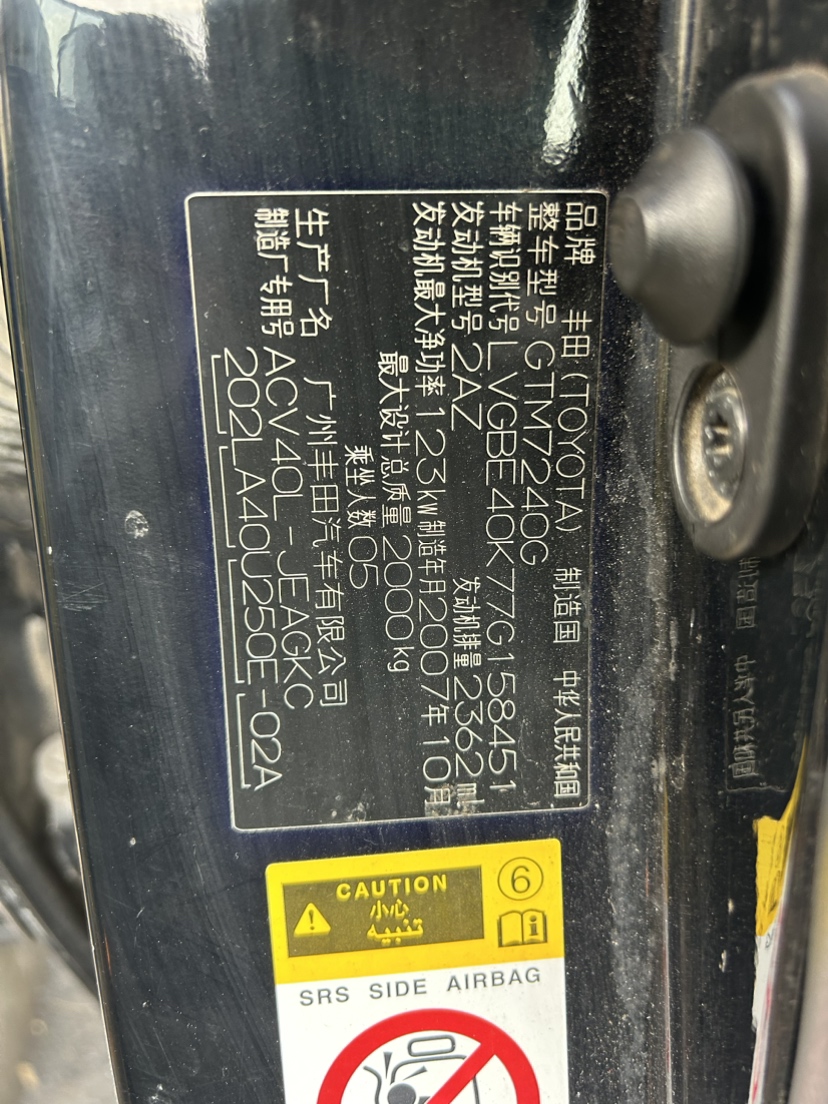 品牌 丰田(TOYOTA) 制造国 中华人民共和国
整车型号 GTM7240G
车辆识别代号 LVGBE40K77G158451
发动机型号 2AZ 发动机排量 2362 ml
发动机最大净功率 123kw 制造年月 2007年10月
最大设计总质量 2000kg
乘坐人数 05
生产厂名 广州丰田汽车有限公司
制造厂专用号 ACV40L-JEAGKC
202LA40U250E-02A
CAUTION
小心
تنبيه
6
i
SRS SIDE AIRBAG